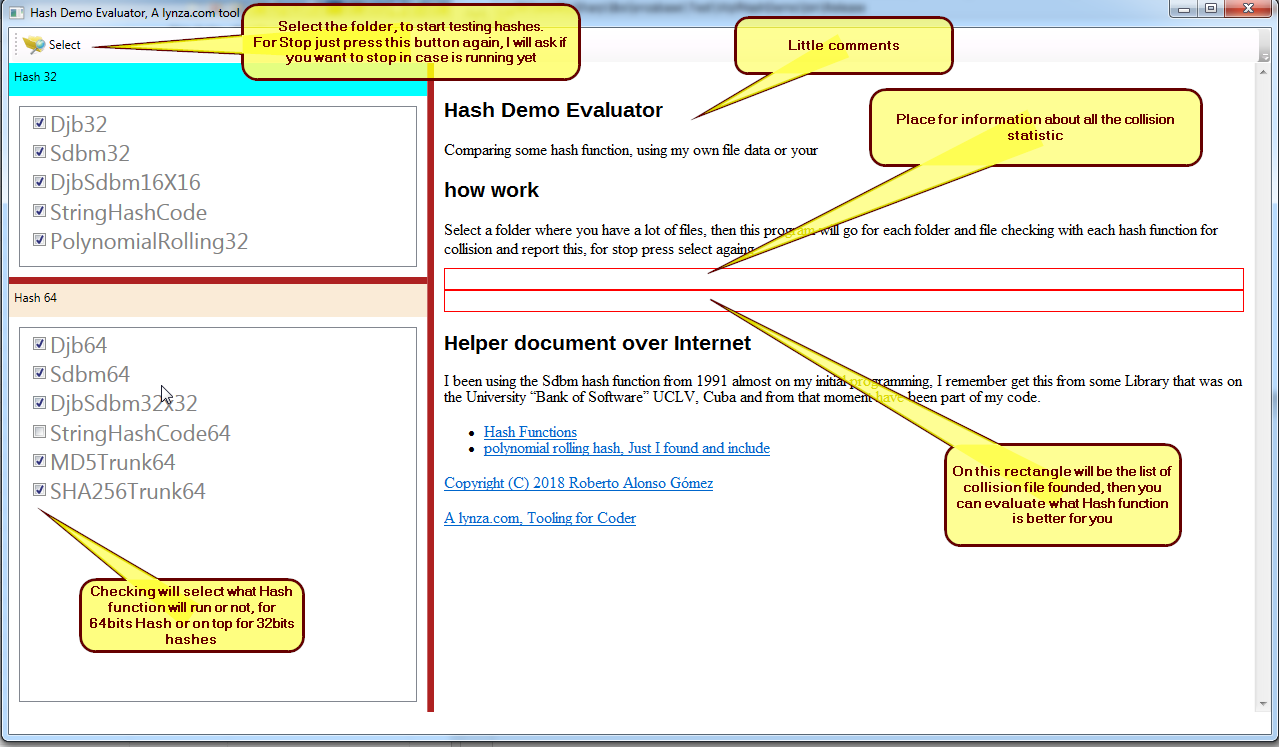 Hash Demo Evaluator, A lynza.com tool
Select
Select the folder, to start testing hashes.
For Stop just press this button again, I will ask if
you want to stop in case is running yet
Little comments
Hash 32
Djb32
Sdbm32
DjbSdbm16X16
StringHashCode
PolynomialRolling32
Hash 64
Djb64
Sdbm64
DjbSdbm32x32
StringHashCode64
MD5Trunk64
SHA256Trunk64
Checking will select what Hash
function will run or not, for
64bits Hash or on top for 32bits
hashes
Hash Demo Evaluator
Place for information about all the collision
statistic
Comparing some hash function, using my own file data or your
how work
Select a folder where you have a lot of files, then this program will go for each folder and file checking with each hash function for
collision and report this, for stop press select againg
Helper document over Internet
I been using the Sdbm hash function from 1991 almost on my initial programming, I remember get this from some Library that was on
the University “Bank of Software” UCLV, Cuba and from that moment have been part of my code.
Hash Functions
polynomial rolling hash, Just I found and include
On this rectangle will be the list of
collision file founded, then you
can evaluate what Hash function
is better for you
Copyright (C) 2018 Roberto Alonso Gómez
A lynza.com, Tooling for Coder